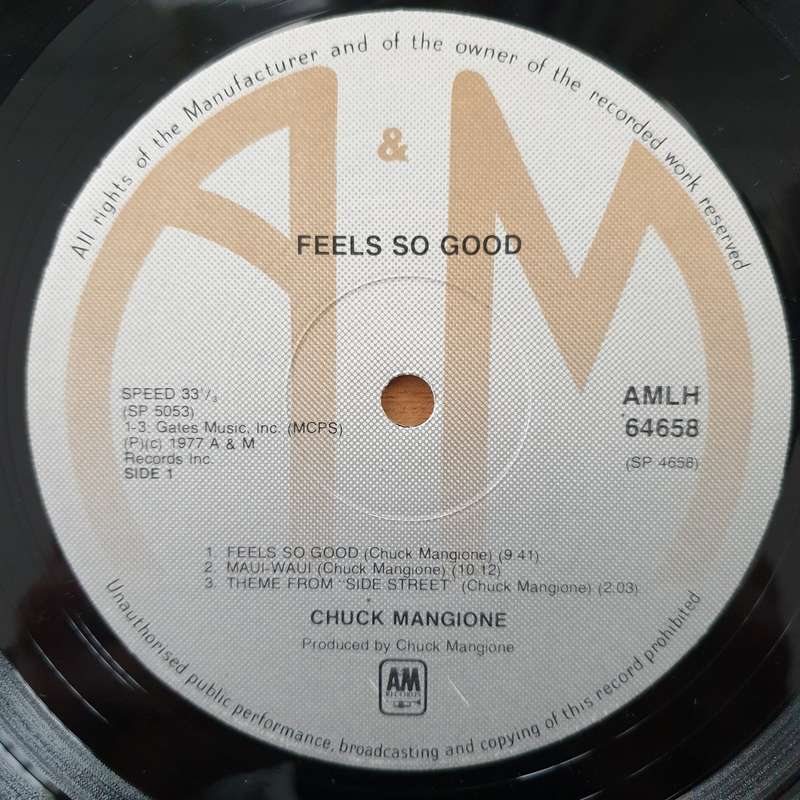 All rights of the Manufacturer and of the owner of the recorded work reserved
A & M
FEELS SO GOOD
SPEED 33⅓
(SP 5053)
1-3: Gates Music, Inc. (MCPS)
(P)(c) 1977 A & M
Records Inc.
SIDE 1
AMLH
64658
(SP 4658)
1. FEELS SO GOOD (Chuck Mangione) (9.41)
2. MAUI-WAUI (Chuck Mangione) (10.12)
3. THEME FROM "SIDE STREET" (Chuck Mangione) (2.03)
CHUCK MANGIONE
Produced by Chuck Mangione
AM
RECORDS
Unauthorised public performance, broadcasting and copying of this record prohibited